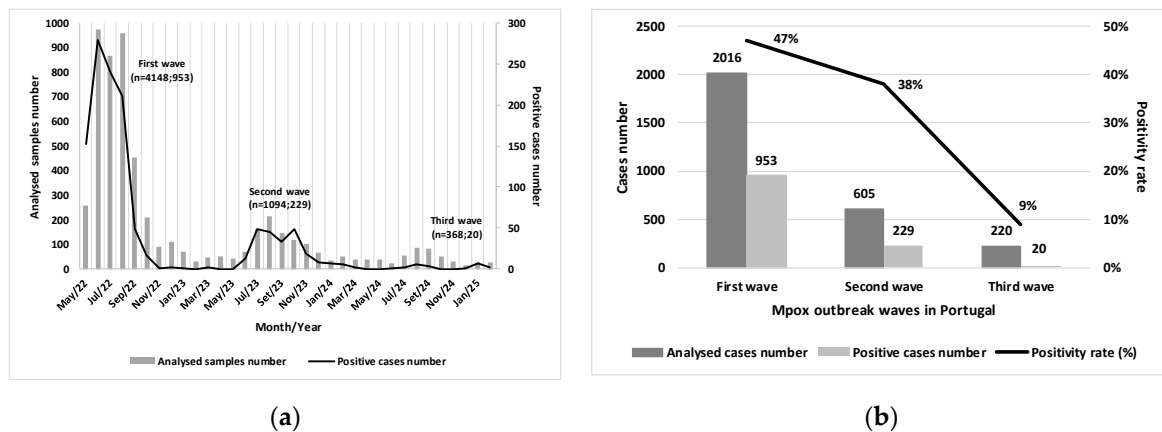 1000
900
800
700
600
500
400
300
200
100
0
Analysed samples number
300
250
200
150
100
50
0
Positive cases number
First wave
(n=4148;953)
Second wave
(n=1094;229)
Third wave
(n=368;20)
May/22
Jul/22
Sep/22
Nov/22
Jan/23
Mar/23
May/23
Jul/23
Set/23
Nov/23
Jan/24
Mar/24
May/24
Jul/24
Set/24
Nov/24
Jan/25
Month/Year
Analysed samples number
Positive cases number
(a)
2500
2000
1500
1000
500
0
Cases number
50%
40%
30%
20%
10%
0%
Positivity rate
47%
2016
38%
953
605
229
9%
220
20
First wave
Second wave
Third wave
Mpox outbreak waves in Portugal
Analysed cases number
Positive cases number
Positivity rate (%)
(b)